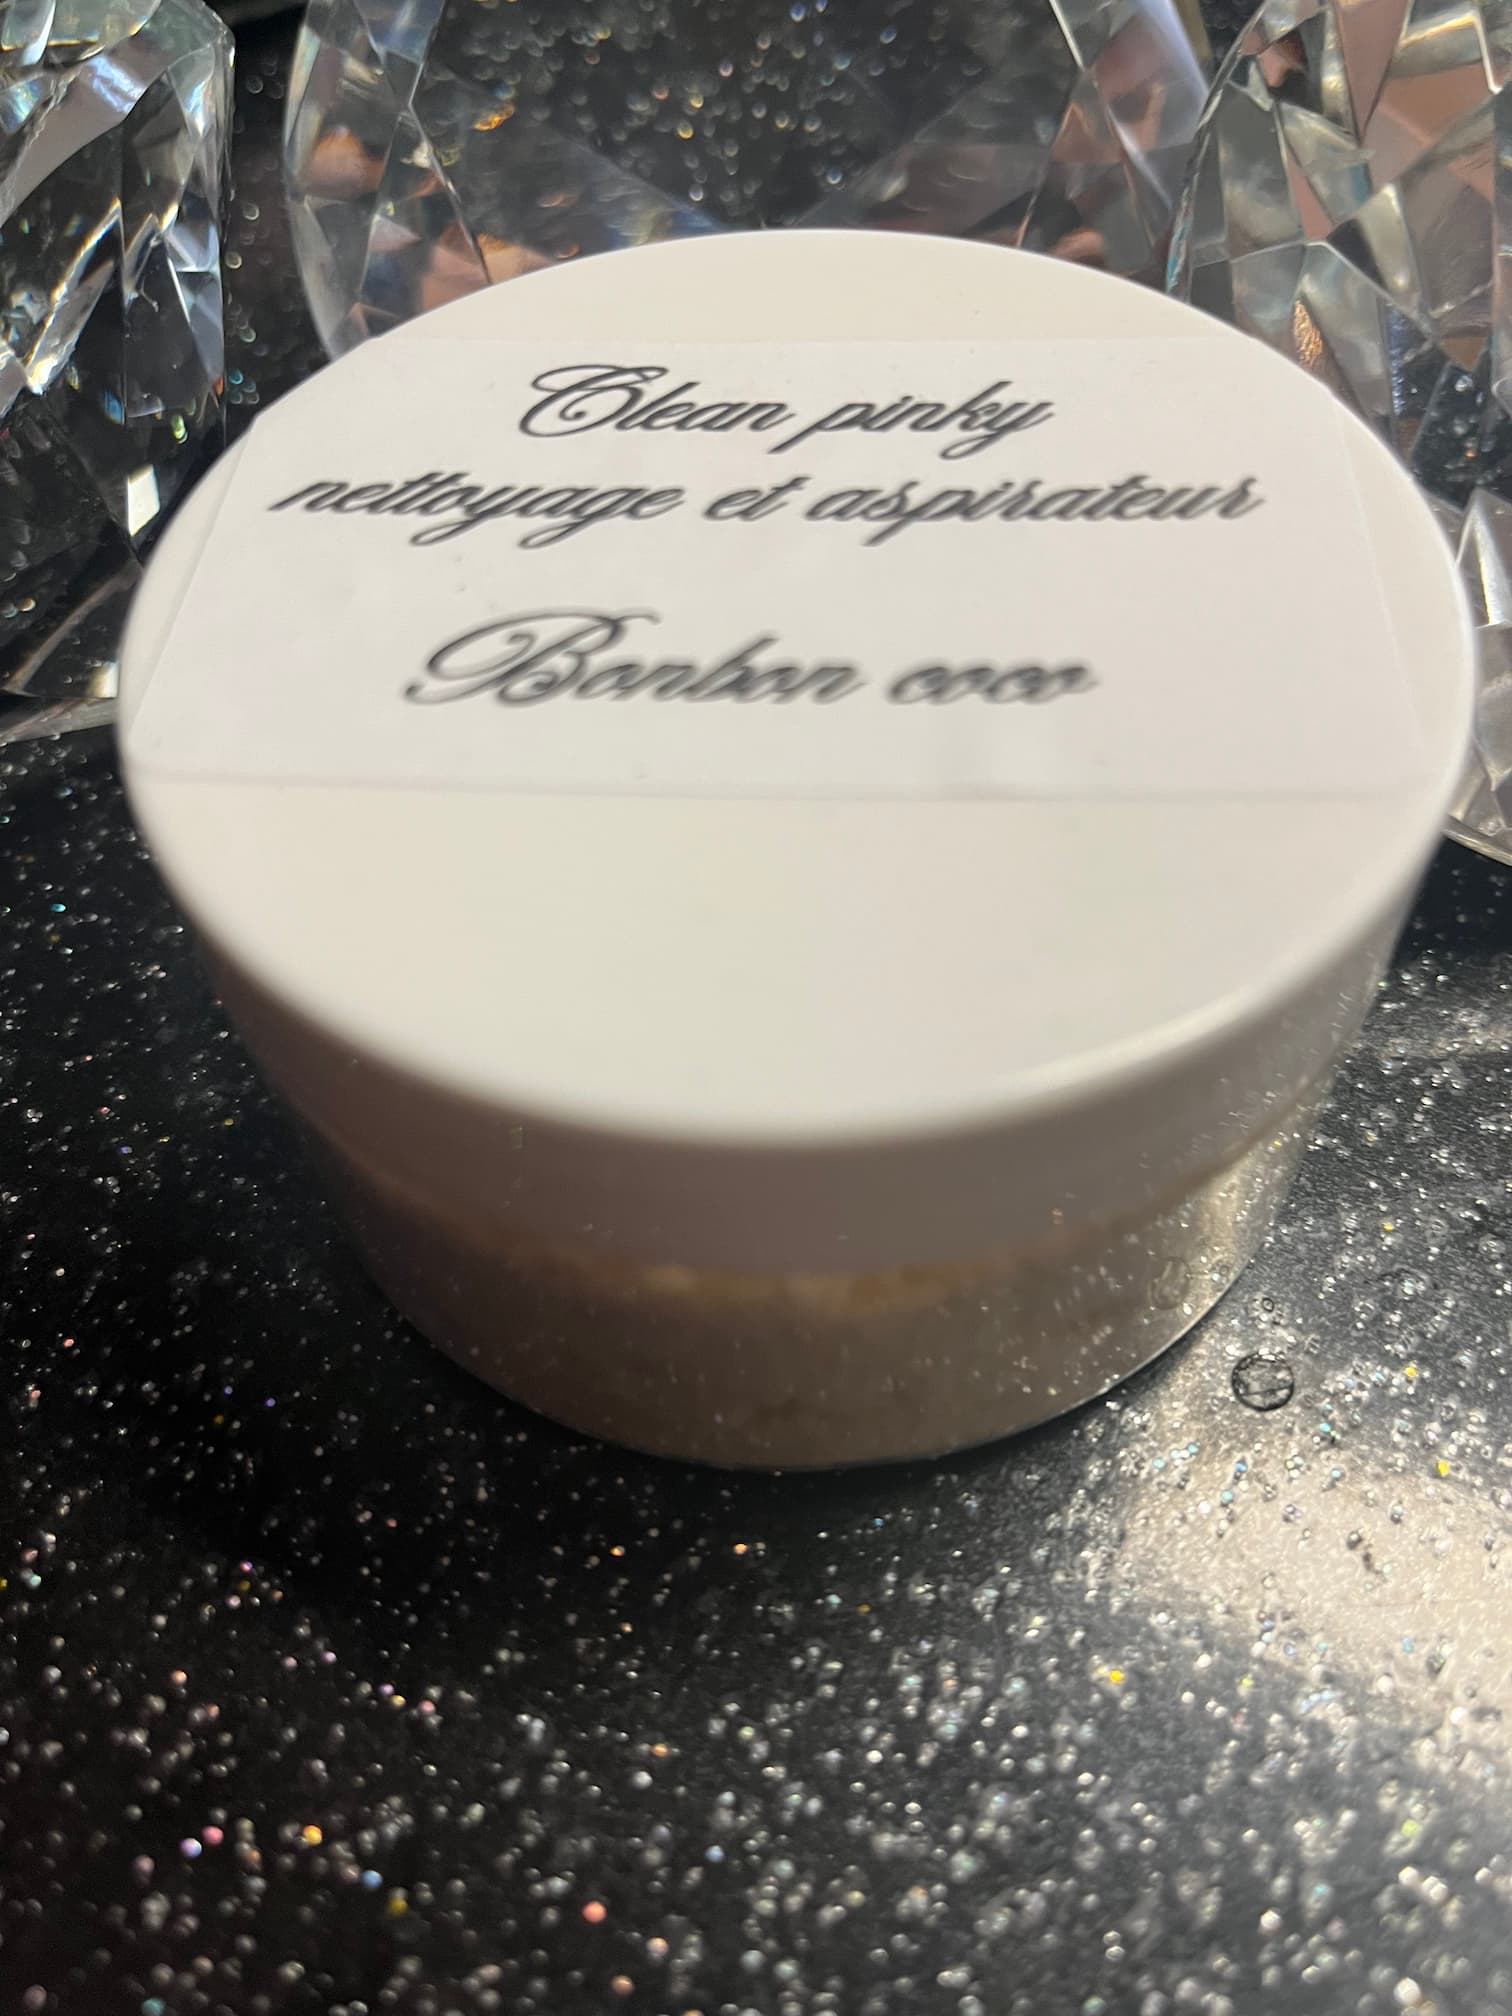 Clean pinky
nettoyage et aspirateur
Bonbon coco